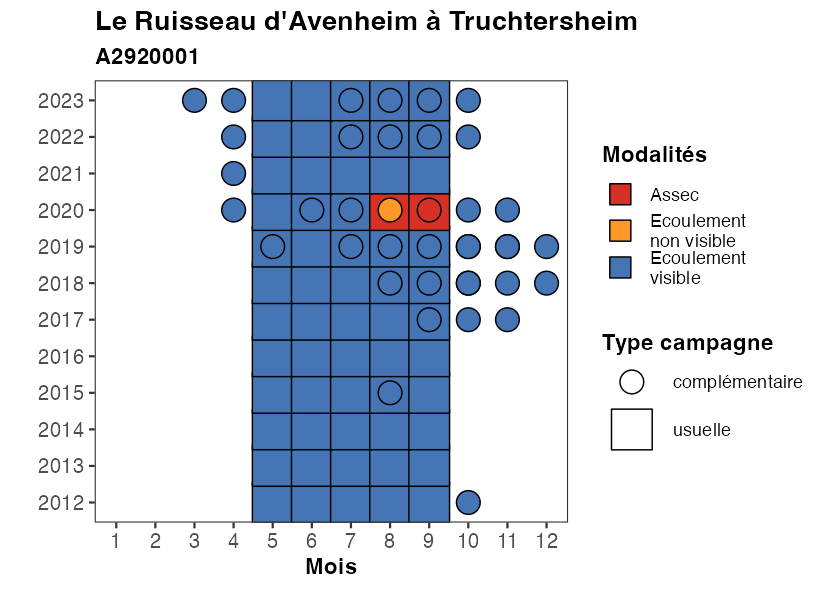 Le Ruisseau d'Avenheim à Truchtersheim
A2920001
2023
2022
2021
2020
2019
2018
2017
2016
2015
2014
2013
2012
1 2 3 4 5 6 7 8 9 10 11 12
Mois
Modalités
Assec
Ecoulement
non visible
Ecoulement
visible
Type campagne
complémentaire
usuelle